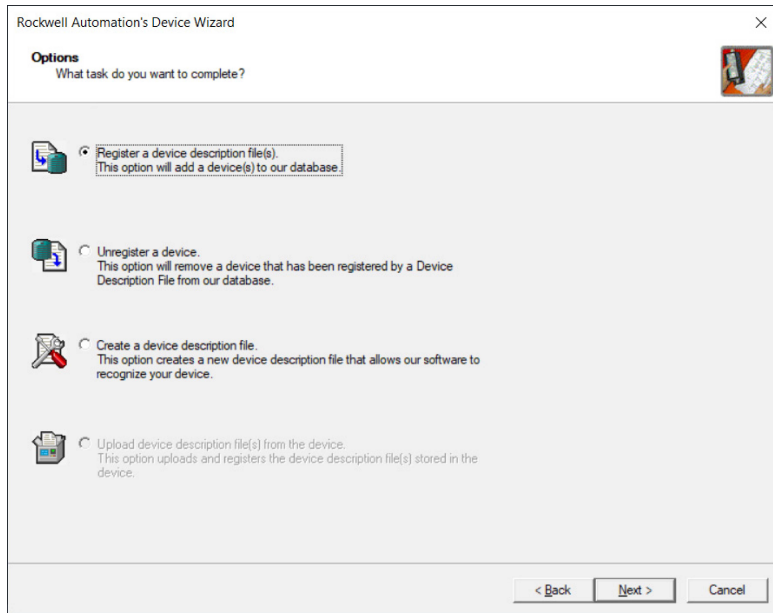 Rockwell Automation's Device Wizard
Options
What task do you want to complete?
Register a device description file(s).
This option will add a device(s) to our database.
Unregister a device.
This option will remove a device that has been registered by a Device
Description File from our database.
Create a device description file.
This option creates a new device description file that allows our software to
recognize your device.
Upload device description file(s) from the device.
This option uploads and registers the device description file(s) stored in the
device.
< Back Next > Cancel